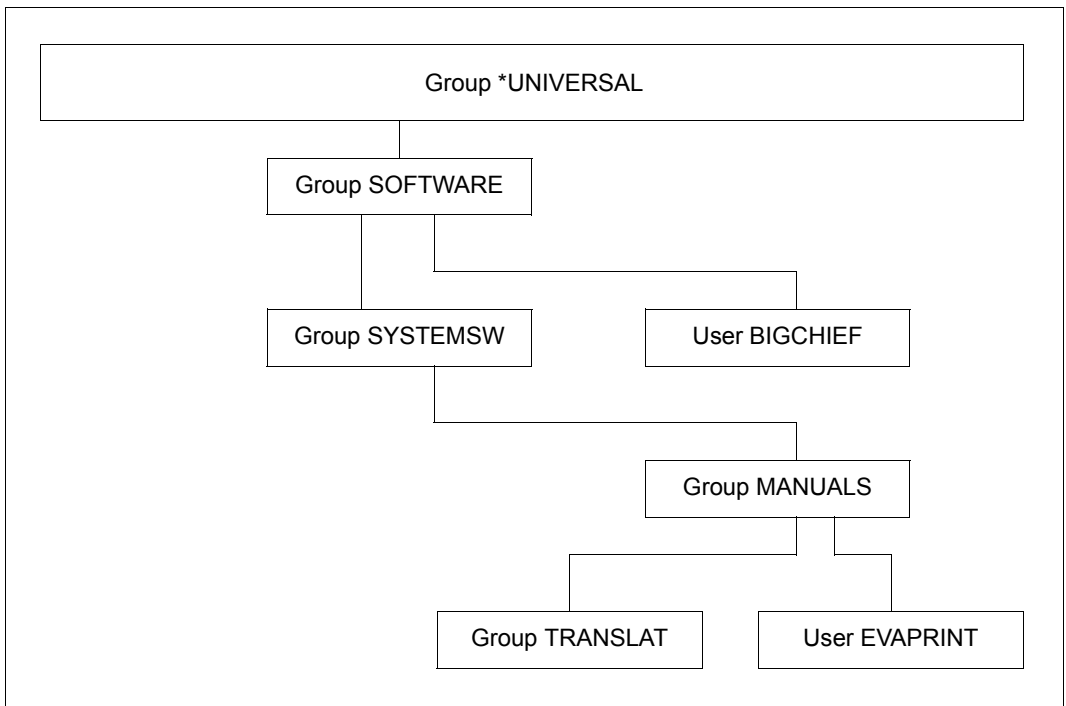 Group *UNIVERSAL
Group SOFTWARE
Group SYSTEMSW
User BIGCHIEF
Group MANUALS
Group TRANSLAT
User EVAPRINT